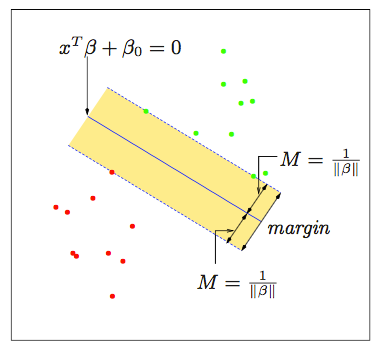 x^T β + β_0 = 0
M = 1/‖β‖
margin
M = 1/‖β‖